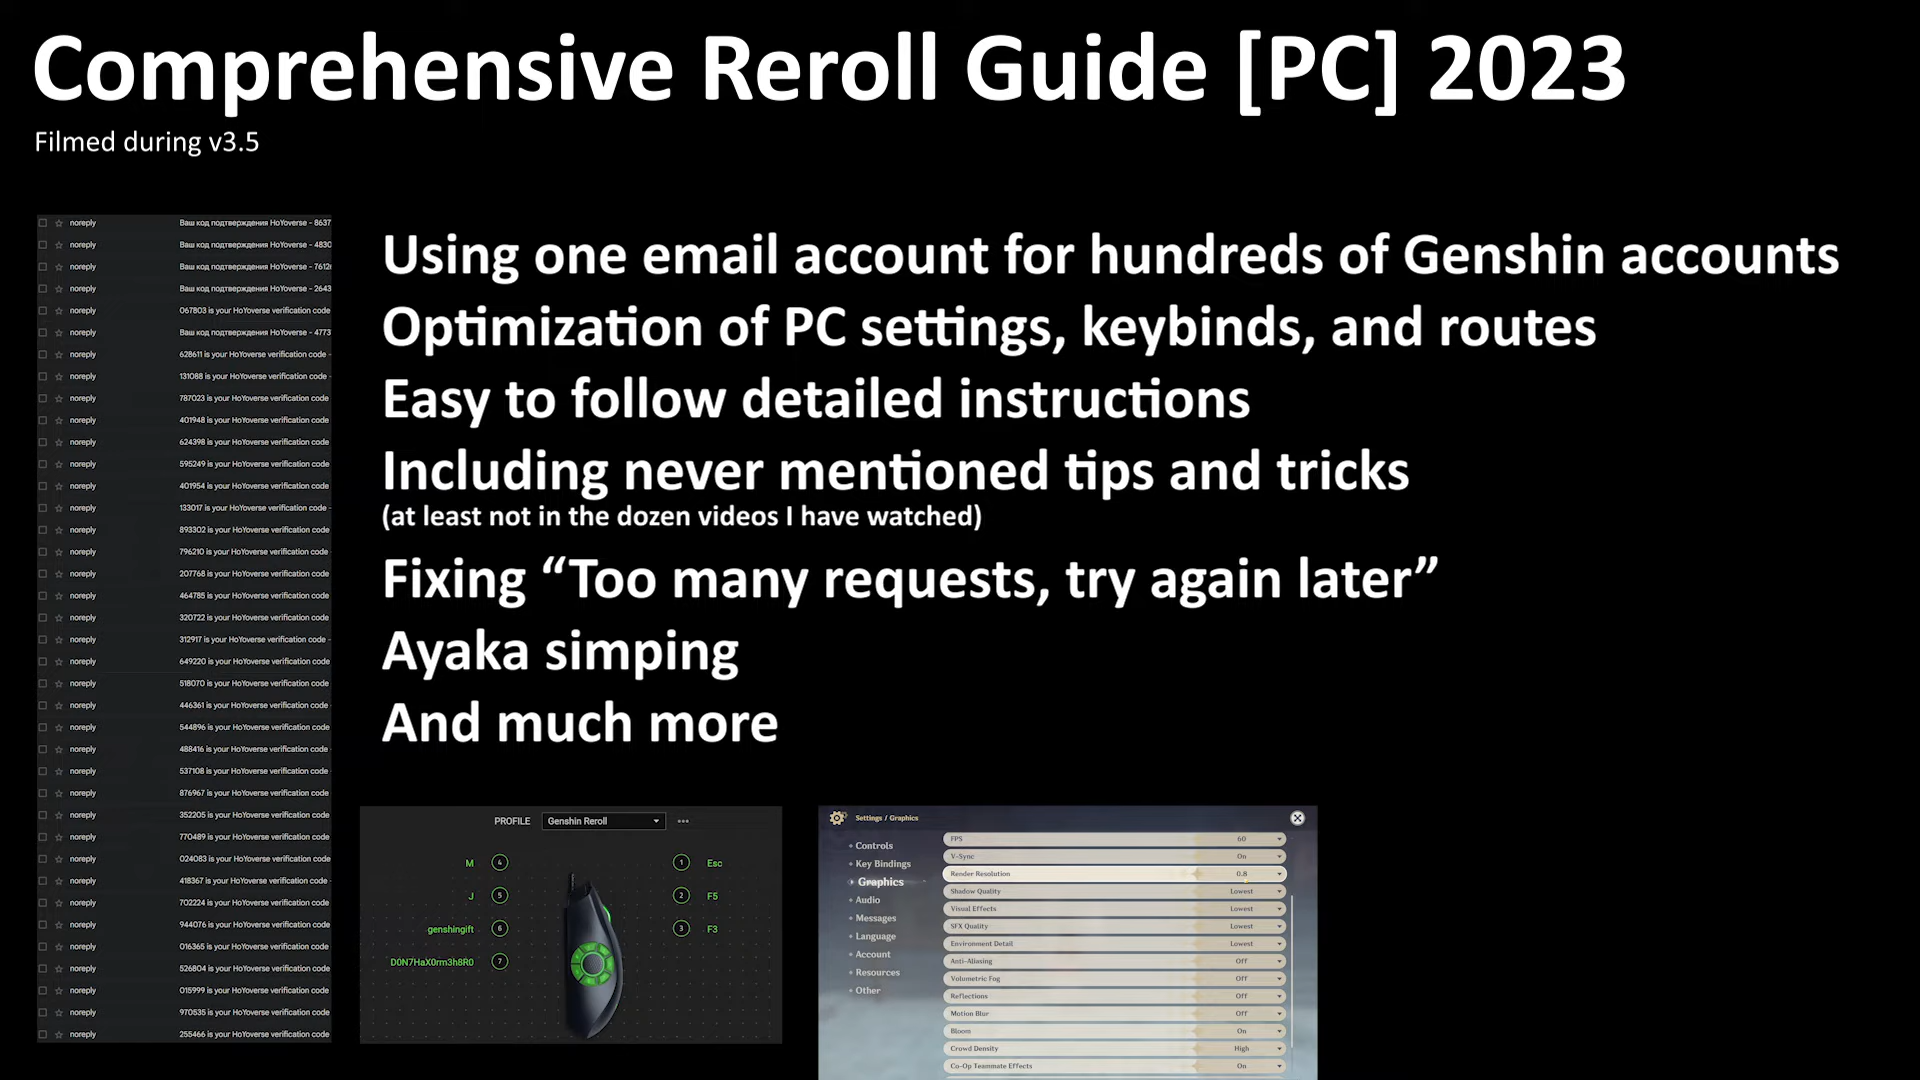 Comprehensive Reroll Guide [PC] 2023
Filmed during v3.5
noreply Ваш код подтверждения HoYoverse - 8637
noreply Ваш код подтверждения HoYoverse - 4830
noreply Ваш код подтверждения HoYoverse - 7612
noreply Ваш код подтверждения HoYoverse - 2643
noreply 067803 is your HoYoverse verification code
noreply Ваш код подтверждения HoYoverse - 4773
noreply 628611 is your HoYoverse verification code -
noreply 131088 is your HoYoverse verification code -
noreply 787023 is your HoYoverse verification code
noreply 401948 is your HoYoverse verification code
noreply 624398 is your HoYoverse verification code
noreply 595249 is your HoYoverse verification code
noreply 401954 is your HoYoverse verification code
noreply 133017 is your HoYoverse verification code -
noreply 893302 is your HoYoverse verification code
noreply 796210 is your HoYoverse verification code
noreply 207768 is your HoYoverse verification code
noreply 464785 is your HoYoverse verification code
noreply 320722 is your HoYoverse verification code
noreply 312917 is your HoYoverse verification code -
noreply 649220 is your HoYoverse verification code
noreply 518070 is your HoYoverse verification code
noreply 446361 is your HoYoverse verification code
noreply 544896 is your HoYoverse verification code
noreply 488416 is your HoYoverse verification code
noreply 537108 is your HoYoverse verification code
noreply 876967 is your HoYoverse verification code
noreply 352205 is your HoYoverse verification code
noreply 770489 is your HoYoverse verification code
noreply 024083 is your HoYoverse verification code
noreply 418367 is your HoYoverse verification code
noreply 702224 is your HoYoverse verification code
noreply 944076 is your HoYoverse verification code
noreply 016365 is your HoYoverse verification code
noreply 526804 is your HoYoverse verification code
noreply 015999 is your HoYoverse verification code
noreply 970535 is your HoYoverse verification code
noreply 255466 is your HoYoverse verification code
Using one email account for hundreds of Genshin accounts
Optimization of PC settings, keybinds, and routes
Easy to follow detailed instructions
Including never mentioned tips and tricks
(at least not in the dozen videos I have watched)
Fixing “Too many requests, try again later”
Ayaka simping
And much more
PROFILE Genshin Reroll
M 4 1 Esc
J 5 2 F5
genshingift 6 3 F3
D0N7HaX0rm3h8R0 7
Settings / Graphics
Controls
Key Bindings
Graphics
Audio
Messages
Language
Account
Resources
Other
FPS 60
V-Sync On
Render Resolution 0.8
Shadow Quality Lowest
Visual Effects Lowest
SFX Quality Lowest
Environment Detail Lowest
Anti-Aliasing Off
Volumetric Fog Off
Reflections Off
Motion Blur Off
Bloom On
Crowd Density High
Co-Op Teammate Effects On